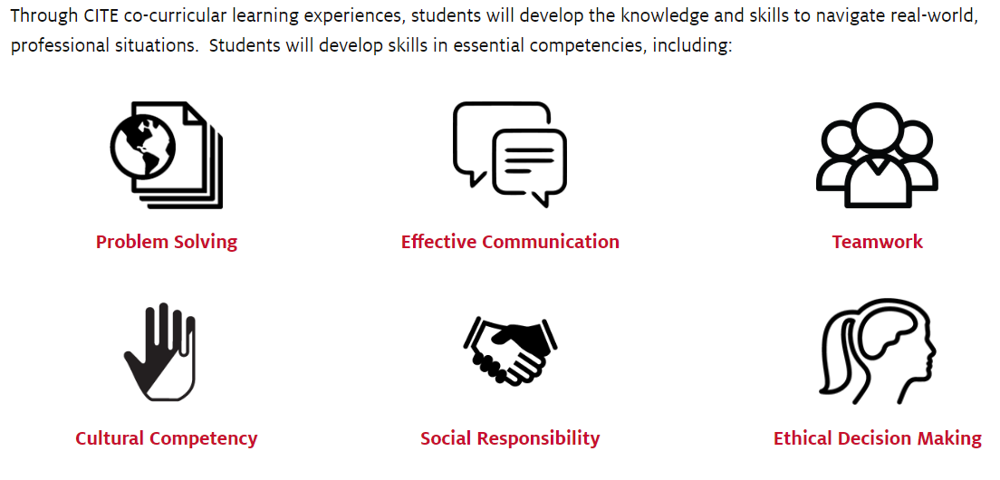 Through CITE co-curricular learning experiences, students will develop the knowledge and skills to navigate real-world,
professional situations.  Students will develop skills in essential competencies, including:
Problem Solving
Effective Communication
Teamwork
Cultural Competency
Social Responsibility
Ethical Decision Making